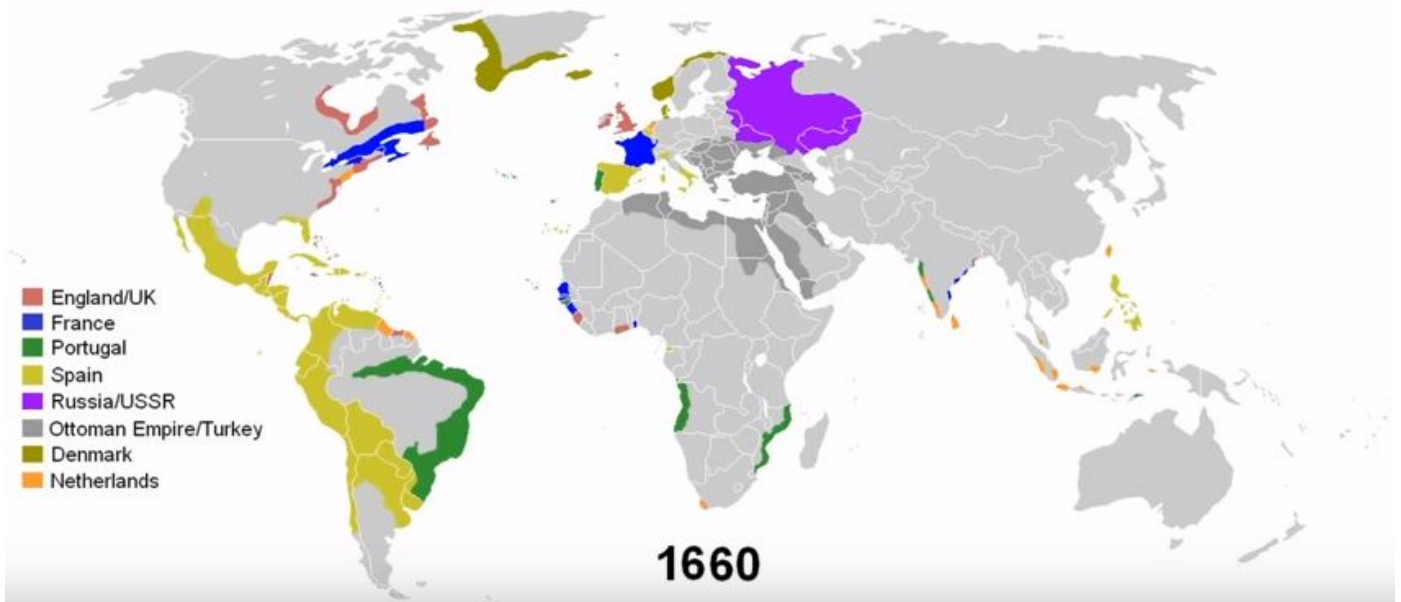 England/UK
France
Portugal
Spain
Russia/USSR
Ottoman Empire/Turkey
Denmark
Netherlands
1660